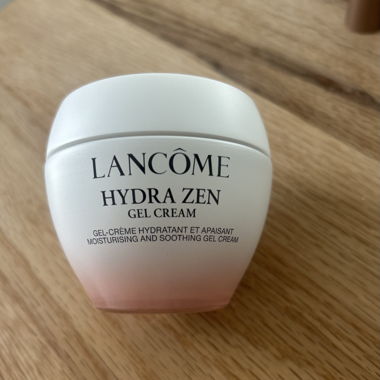 LANCÔME
HYDRA ZEN
GEL CREAM
GEL-CRÈME HYDRATANT ET APAISANT
MOISTURISING AND SOOTHING GEL CREAM